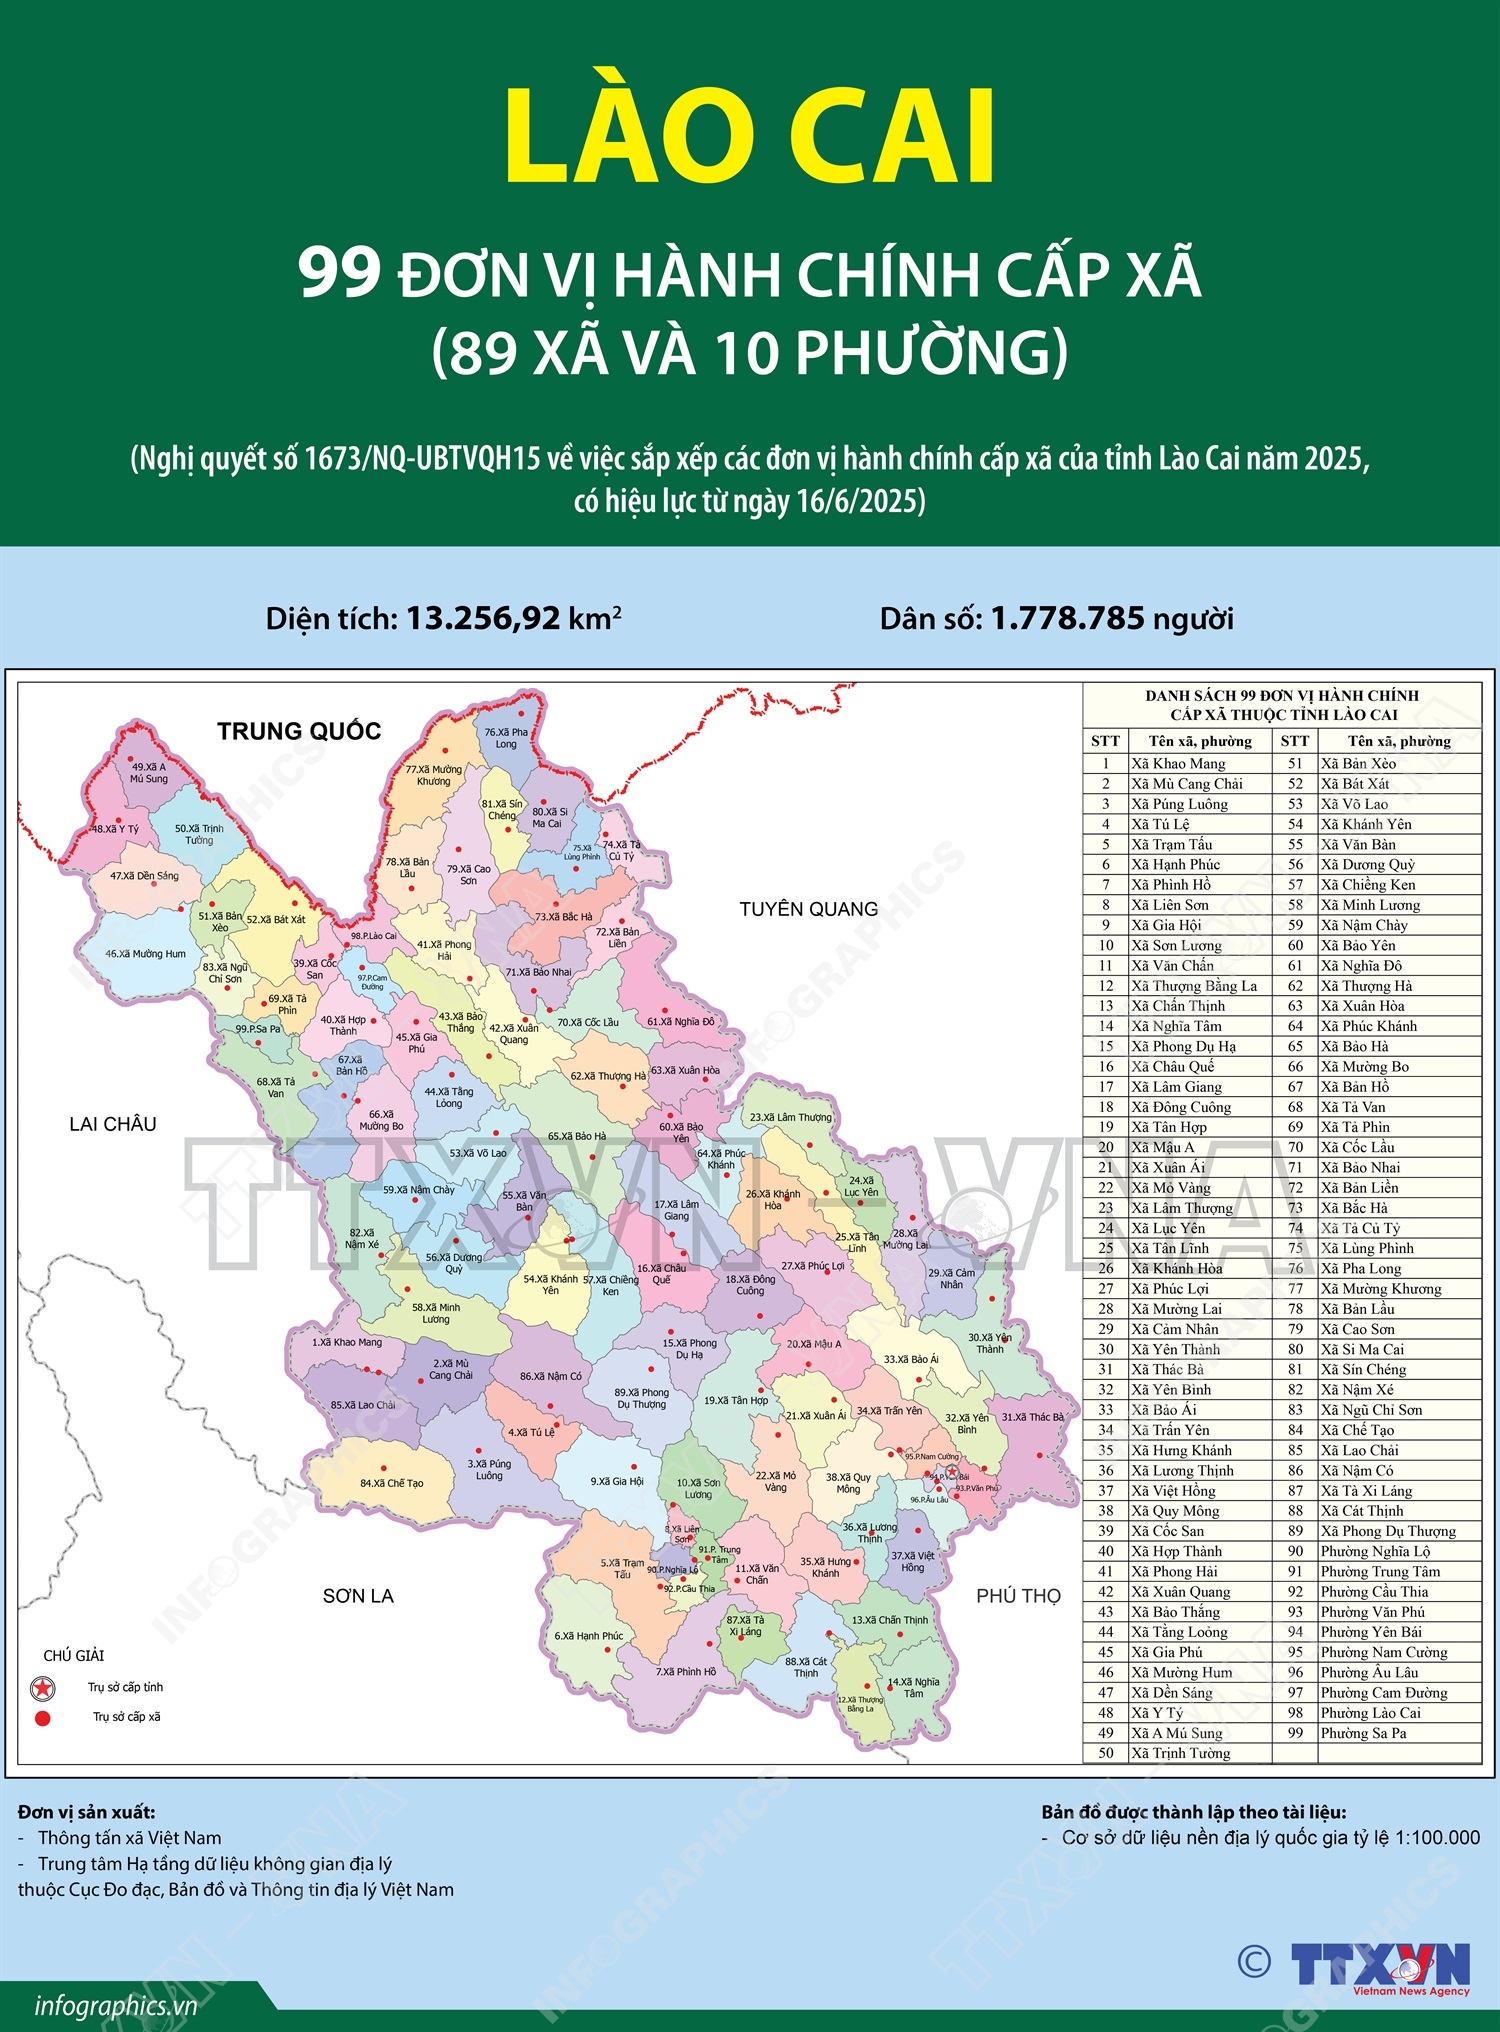 LÀO CAI
99 ĐƠN VỊ HÀNH CHÍNH CẤP XÃ
(89 XÃ VÀ 10 PHƯỜNG)
(Nghị quyết số 1673/NQ-UBTVQH15 về việc sắp xếp các đơn vị hành chính cấp xã của tỉnh Lào Cai năm 2025,
có hiệu lực từ ngày 16/6/2025)
Diện tích: 13.256,92 km²
Dân số: 1.778.785 người
TRUNG QUỐC
TUYÊN QUANG
LAI CHÂU
SƠN LA
PHÚ THỌ
76.Xã Pha
Long
77.Xã Mường
Khương
49.Xã A
Mú Sung
81.Xã Sín
Chéng
80.Xã Si
Ma Cai
48.Xã Y Tý
50.Xã Trịnh
Tường
74.Xã Tả
Củ Tỷ
75.Xã
Lùng Phình
78.Xã Bản
Lầu
79.Xã Cao
Sơn
47.Xã Dền Sáng
51.Xã Bản
Xèo
52.Xã Bát Xát
73.Xã Bắc Hà
72.Xã Bản
Liền
98.P.Lào Cai
41.Xã Phong
Hải
46.Xã Mường Hum
83.Xã Ngũ
Chỉ Sơn
39.Xã Cốc
San
97.P.Cam
Đường
71.Xã Bảo Nhai
69.Xã Tả
Phìn
40.Xã Hợp
Thành
43.Xã Bảo
Thắng
42.Xã Xuân
Quang
70.Xã Cốc Lầu
61.Xã Nghĩa Đô
99.P.Sa Pa
45.Xã Gia
Phú
67.Xã
Bản Hồ
68.Xã Tả
Van
44.Xã Tằng
Lỏong
62.Xã Thượng Hà
63.Xã Xuân Hòa
66.Xã
Mường Bo
60.Xã Bảo
Yên
23.Xã Lâm Thượng
65.Xã Bảo Hà
53.Xã Võ Lao
64.Xã Phúc
Khánh
59.Xã Nậm Chày
55.Xã Văn
Bàn
26.Xã Khánh
Hòa
24.Xã
Lục Yên
17.Xã Lâm
Giang
82.Xã
Nậm Xé
25.Xã Tân
Lĩnh
28.Xã
Mường Lai
56.Xã Dương
Quỳ
54.Xã Khánh
Yên
57.Xã Chiềng
Ken
16.Xã Châu
Quế
18.Xã Đông
Cuông
27.Xã Phúc Lợi
29.Xã Cảm
Nhân
58.Xã Minh
Lương
1.Xã Khao Mang
15.Xã Phong
Dụ Hạ
20.Xã Mậu A
30.Xã Yên
Thành
33.Xã Bảo Ái
2.Xã Mù
Cang Chải
86.Xã Nậm Có
89.Xã Phong
Dụ Thượng
19.Xã Tân Hợp
85.Xã Lao Chải
21.Xã Xuân Ái
34.Xã Trấn Yên
32.Xã Yên
Bình
31.Xã Thác Bà
4.Xã Tú Lệ
95.P.Nam Cường
3.Xã Púng
Luông
84.Xã Chế Tạo
9.Xã Gia Hội
10.Xã Sơn
Lương
22.Xã Mỏ
Vàng
38.Xã Quy
Mông
94.P.Yên Bái
93.P.Văn Phú
96.P.Âu Lâu
8.Xã Liên
Sơn
36.Xã Lương
Thịnh
91.P. Trung
Tâm
5.Xã Trạm
Tấu
90.P.Nghĩa Lộ
92.P.Cầu Thia
11.Xã Văn
Chấn
35.Xã Hưng
Khánh
37.Xã Việt
Hồng
6.Xã Hạnh Phúc
87.Xã Tà
Xi Láng
13.Xã Chấn Thịnh
7.Xã Phình Hồ
88.Xã Cát
Thịnh
14.Xã Nghĩa
Tâm
12.Xã Thượng
Bằng La
CHÚ GIẢI
Trụ sở cấp tỉnh
Trụ sở cấp xã
DANH SÁCH 99 ĐƠN VỊ HÀNH CHÍNH
CẤP XÃ THUỘC TỈNH LÀO CAI
STT Tên xã, phường STT Tên xã, phường
1 Xã Khao Mang 51 Xã Bản Xèo
2 Xã Mù Cang Chải 52 Xã Bát Xát
3 Xã Púng Luông 53 Xã Võ Lao
4 Xã Tú Lệ 54 Xã Khánh Yên
5 Xã Trạm Tấu 55 Xã Văn Bàn
6 Xã Hạnh Phúc 56 Xã Dương Quỳ
7 Xã Phình Hồ 57 Xã Chiềng Ken
8 Xã Liên Sơn 58 Xã Minh Lương
9 Xã Gia Hội 59 Xã Nậm Chày
10 Xã Sơn Lương 60 Xã Bảo Yên
11 Xã Văn Chấn 61 Xã Nghĩa Đô
12 Xã Thượng Bằng La 62 Xã Thượng Hà
13 Xã Chấn Thịnh 63 Xã Xuân Hòa
14 Xã Nghĩa Tâm 64 Xã Phúc Khánh
15 Xã Phong Dụ Hạ 65 Xã Bảo Hà
16 Xã Châu Quế 66 Xã Mường Bo
17 Xã Lâm Giang 67 Xã Bản Hồ
18 Xã Đông Cuông 68 Xã Tả Van
19 Xã Tân Hợp 69 Xã Tả Phìn
20 Xã Mậu A 70 Xã Cốc Lầu
21 Xã Xuân Ái 71 Xã Bảo Nhai
22 Xã Mỏ Vàng 72 Xã Bản Liền
23 Xã Lâm Thượng 73 Xã Bắc Hà
24 Xã Lục Yên 74 Xã Tả Củ Tỷ
25 Xã Tân Lĩnh 75 Xã Lùng Phình
26 Xã Khánh Hòa 76 Xã Pha Long
27 Xã Phúc Lợi 77 Xã Mường Khương
28 Xã Mường Lai 78 Xã Bản Lầu
29 Xã Cảm Nhân 79 Xã Cao Sơn
30 Xã Yên Thành 80 Xã Si Ma Cai
31 Xã Thác Bà 81 Xã Sín Chéng
32 Xã Yên Bình 82 Xã Nậm Xé
33 Xã Bảo Ái 83 Xã Ngũ Chỉ Sơn
34 Xã Trấn Yên 84 Xã Chế Tạo
35 Xã Hưng Khánh 85 Xã Lao Chải
36 Xã Lương Thịnh 86 Xã Nậm Có
37 Xã Việt Hồng 87 Xã Tà Xi Láng
38 Xã Quy Mông 88 Xã Cát Thịnh
39 Xã Cốc San 89 Xã Phong Dụ Thượng
40 Xã Hợp Thành 90 Phường Nghĩa Lộ
41 Xã Phong Hải 91 Phường Trung Tâm
42 Xã Xuân Quang 92 Phường Cầu Thia
43 Xã Bảo Thắng 93 Phường Văn Phú
44 Xã Tằng Loỏng 94 Phường Yên Bái
45 Xã Gia Phú 95 Phường Nam Cường
46 Xã Mường Hum 96 Phường Âu Lâu
47 Xã Dền Sáng 97 Phường Cam Đường
48 Xã Y Tý 98 Phường Lào Cai
49 Xã A Mú Sung 99 Phường Sa Pa
50 Xã Trịnh Tường
TTXVN - VNA
Đơn vị sản xuất:
- Thông tấn xã Việt Nam
- Trung tâm Hạ tầng dữ liệu không gian địa lý
thuộc Cục Đo đạc, Bản đồ và Thông tin địa lý Việt Nam
Bản đồ được thành lập theo tài liệu:
- Cơ sở dữ liệu nền địa lý quốc gia tỷ lệ 1:100.000
© TTXVN
Vietnam News Agency
infographics.vn